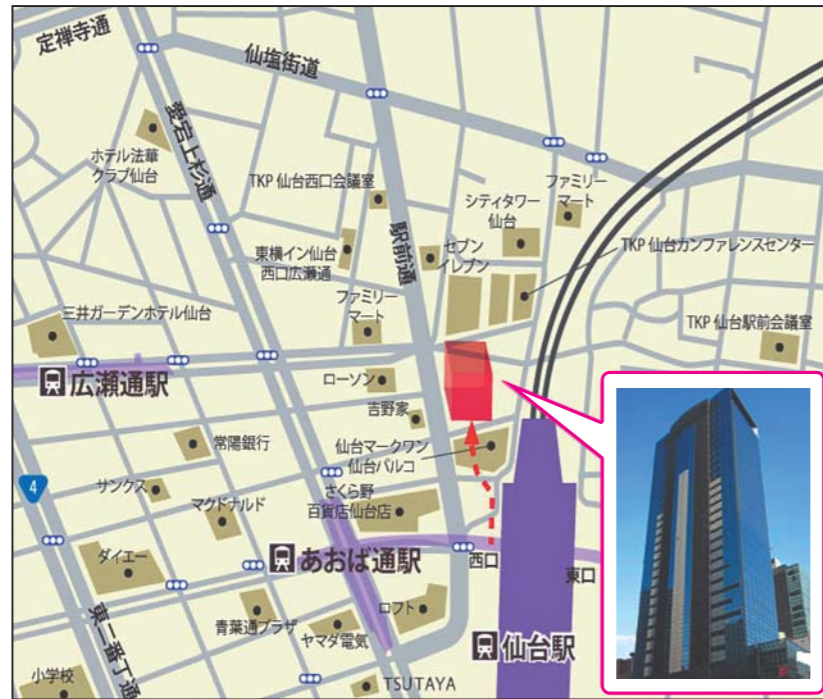 定禅寺通
仙塩街道
愛宕上杉通
ホテル法華
クラブ仙台
TKP 仙台西口会議室
駅前通
シティタワー
仙台
ファミリー
マート
東横イン仙台
西口広瀬通
セブン
イレブン
TKP 仙台カンファレンスセンター
三井ガーデンホテル仙台
ファミリー
マート
TKP 仙台駅前会議室
広瀬通駅
ローソン
吉野家
常陽銀行
仙台マークワン
仙台パルコ
4
サンクス
さくら野
百貨店仙台店
マクドナルド
ダイエー
あおば通駅
西口
東口
青葉通プラザ
ヤマダ電気
ロフト
仙台駅
東二番丁通
小学校
TSUTAYA